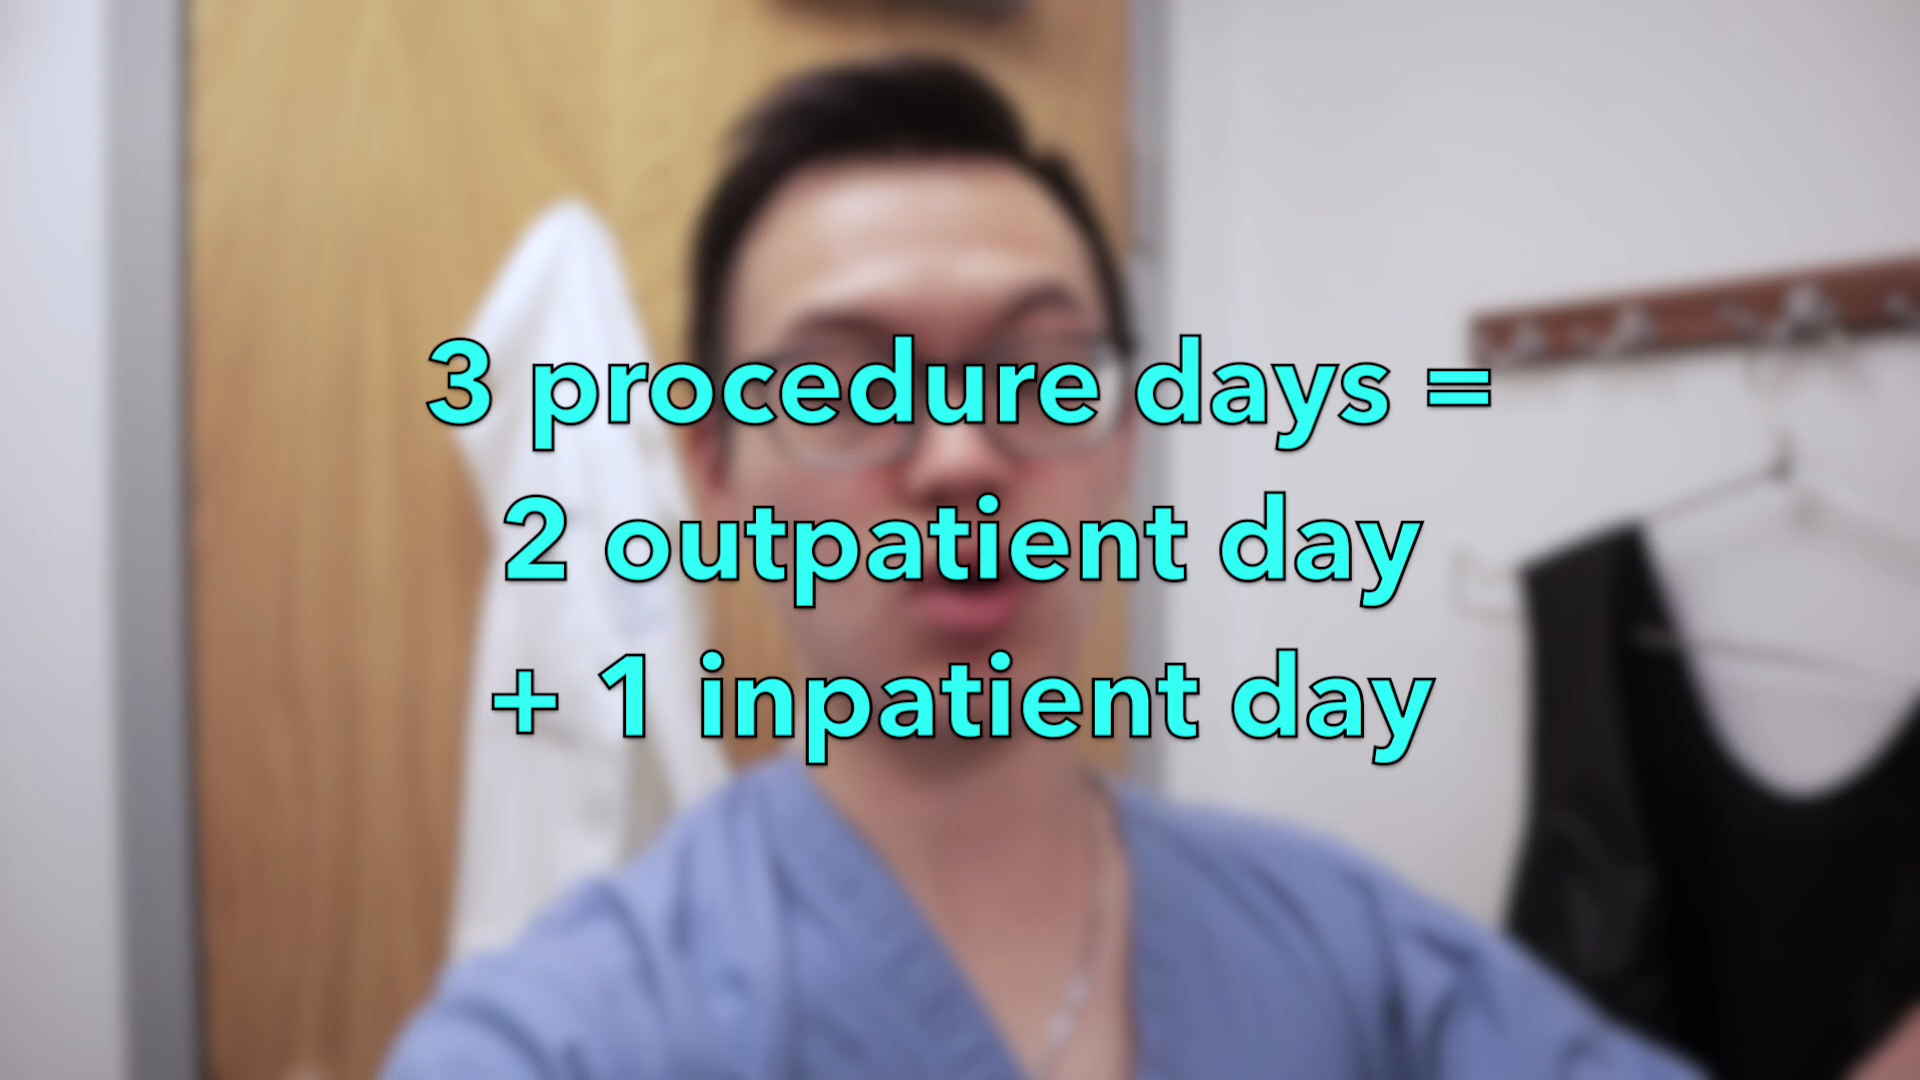 3 procedure days =
2 outpatient day
+ 1 inpatient day